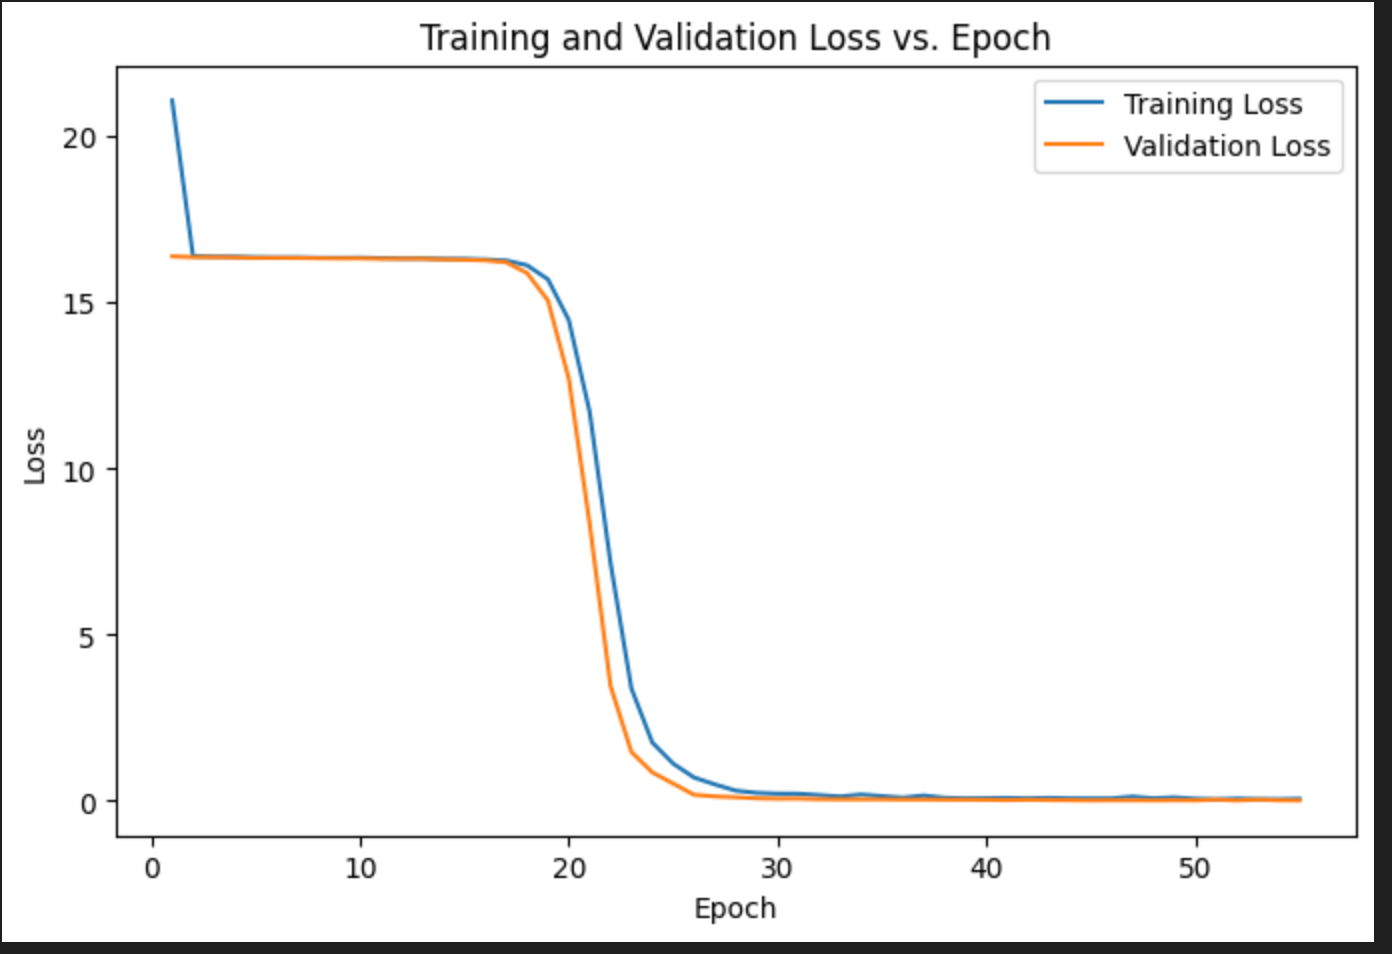 Training and Validation Loss vs. Epoch
Training Loss
Validation Loss
20
15
10
5
0
Loss
0 10 20 30 40 50
Epoch